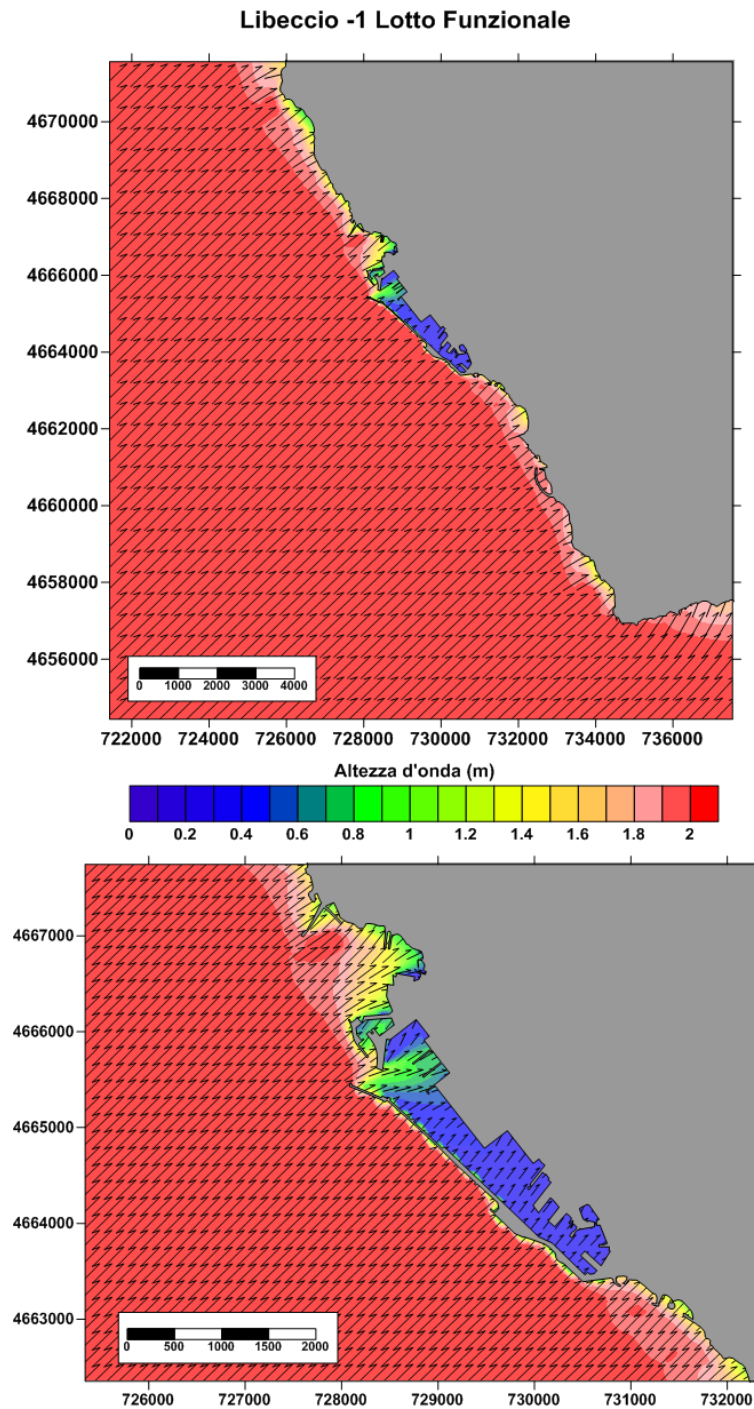 Libeccio -1 Lotto Funzionale
4670000
4668000
4666000
4664000
4662000
4660000
4658000
4656000
0 1000 2000 3000 4000
722000 724000 726000 728000 730000 732000 734000 736000
Altezza d'onda (m)
0 0.2 0.4 0.6 0.8 1 1.2 1.4 1.6 1.8 2
4667000
4666000
4665000
4664000
4663000
0 500 1000 1500 2000
726000 727000 728000 729000 730000 731000 732000